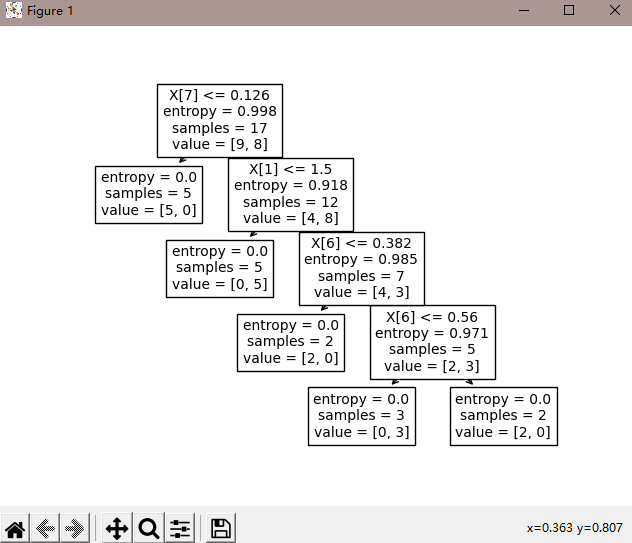 Figure 1
X[7] <= 0.126
entropy = 0.998
samples = 17
value = [9, 8]
entropy = 0.0
samples = 5
value = [5, 0]
X[1] <= 1.5
entropy = 0.918
samples = 12
value = [4, 8]
entropy = 0.0
samples = 5
value = [0, 5]
X[6] <= 0.382
entropy = 0.985
samples = 7
value = [4, 3]
entropy = 0.0
samples = 2
value = [2, 0]
X[6] <= 0.56
entropy = 0.971
samples = 5
value = [2, 3]
entropy = 0.0
samples = 3
value = [0, 3]
entropy = 0.0
samples = 2
value = [2, 0]
x=0.363 y=0.807